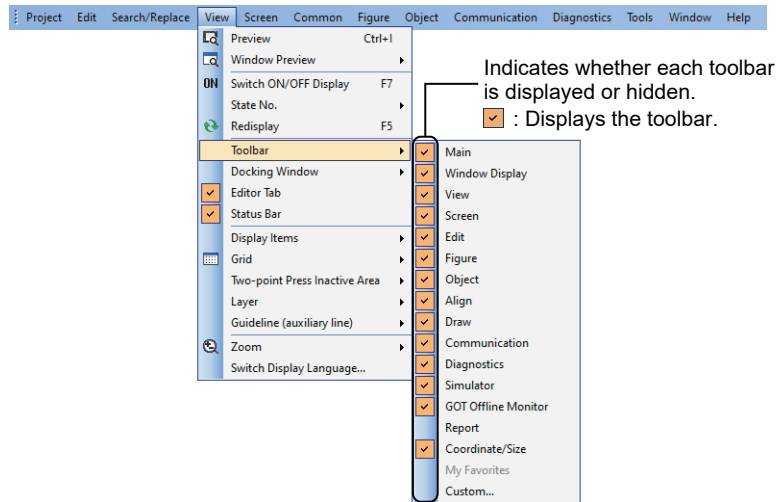 Project Edit Search/Replace View Screen Common Figure Object Communication Diagnostics Tools Window Help
Preview Ctrl+I
Window Preview
ON Switch ON/OFF Display F7
State No.
Redisplay F5
Toolbar
Docking Window
Editor Tab
Status Bar
Display Items
Grid
Two-point Press Inactive Area
Layer
Guideline (auxiliary line)
Zoom
Switch Display Language...
Indicates whether each toolbar
is displayed or hidden.
: Displays the toolbar.
Main
Window Display
View
Screen
Edit
Figure
Object
Align
Draw
Communication
Diagnostics
Simulator
GOT Offline Monitor
Report
Coordinate/Size
My Favorites
Custom...